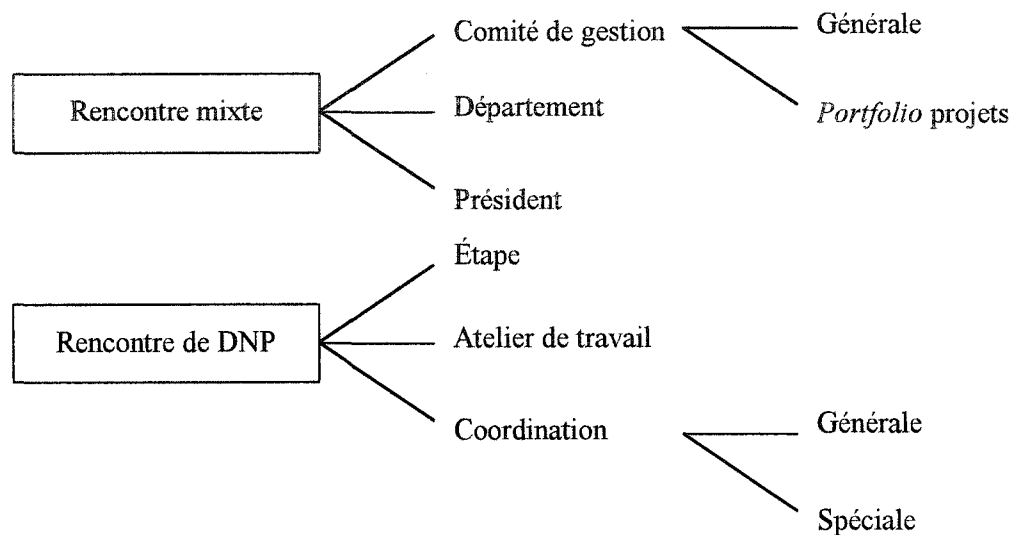 Rencontre mixte
Comité de gestion
Générale
Portfolio projets
Département
Président
Rencontre de DNP
Étape
Atelier de travail
Coordination
Générale
Spéciale